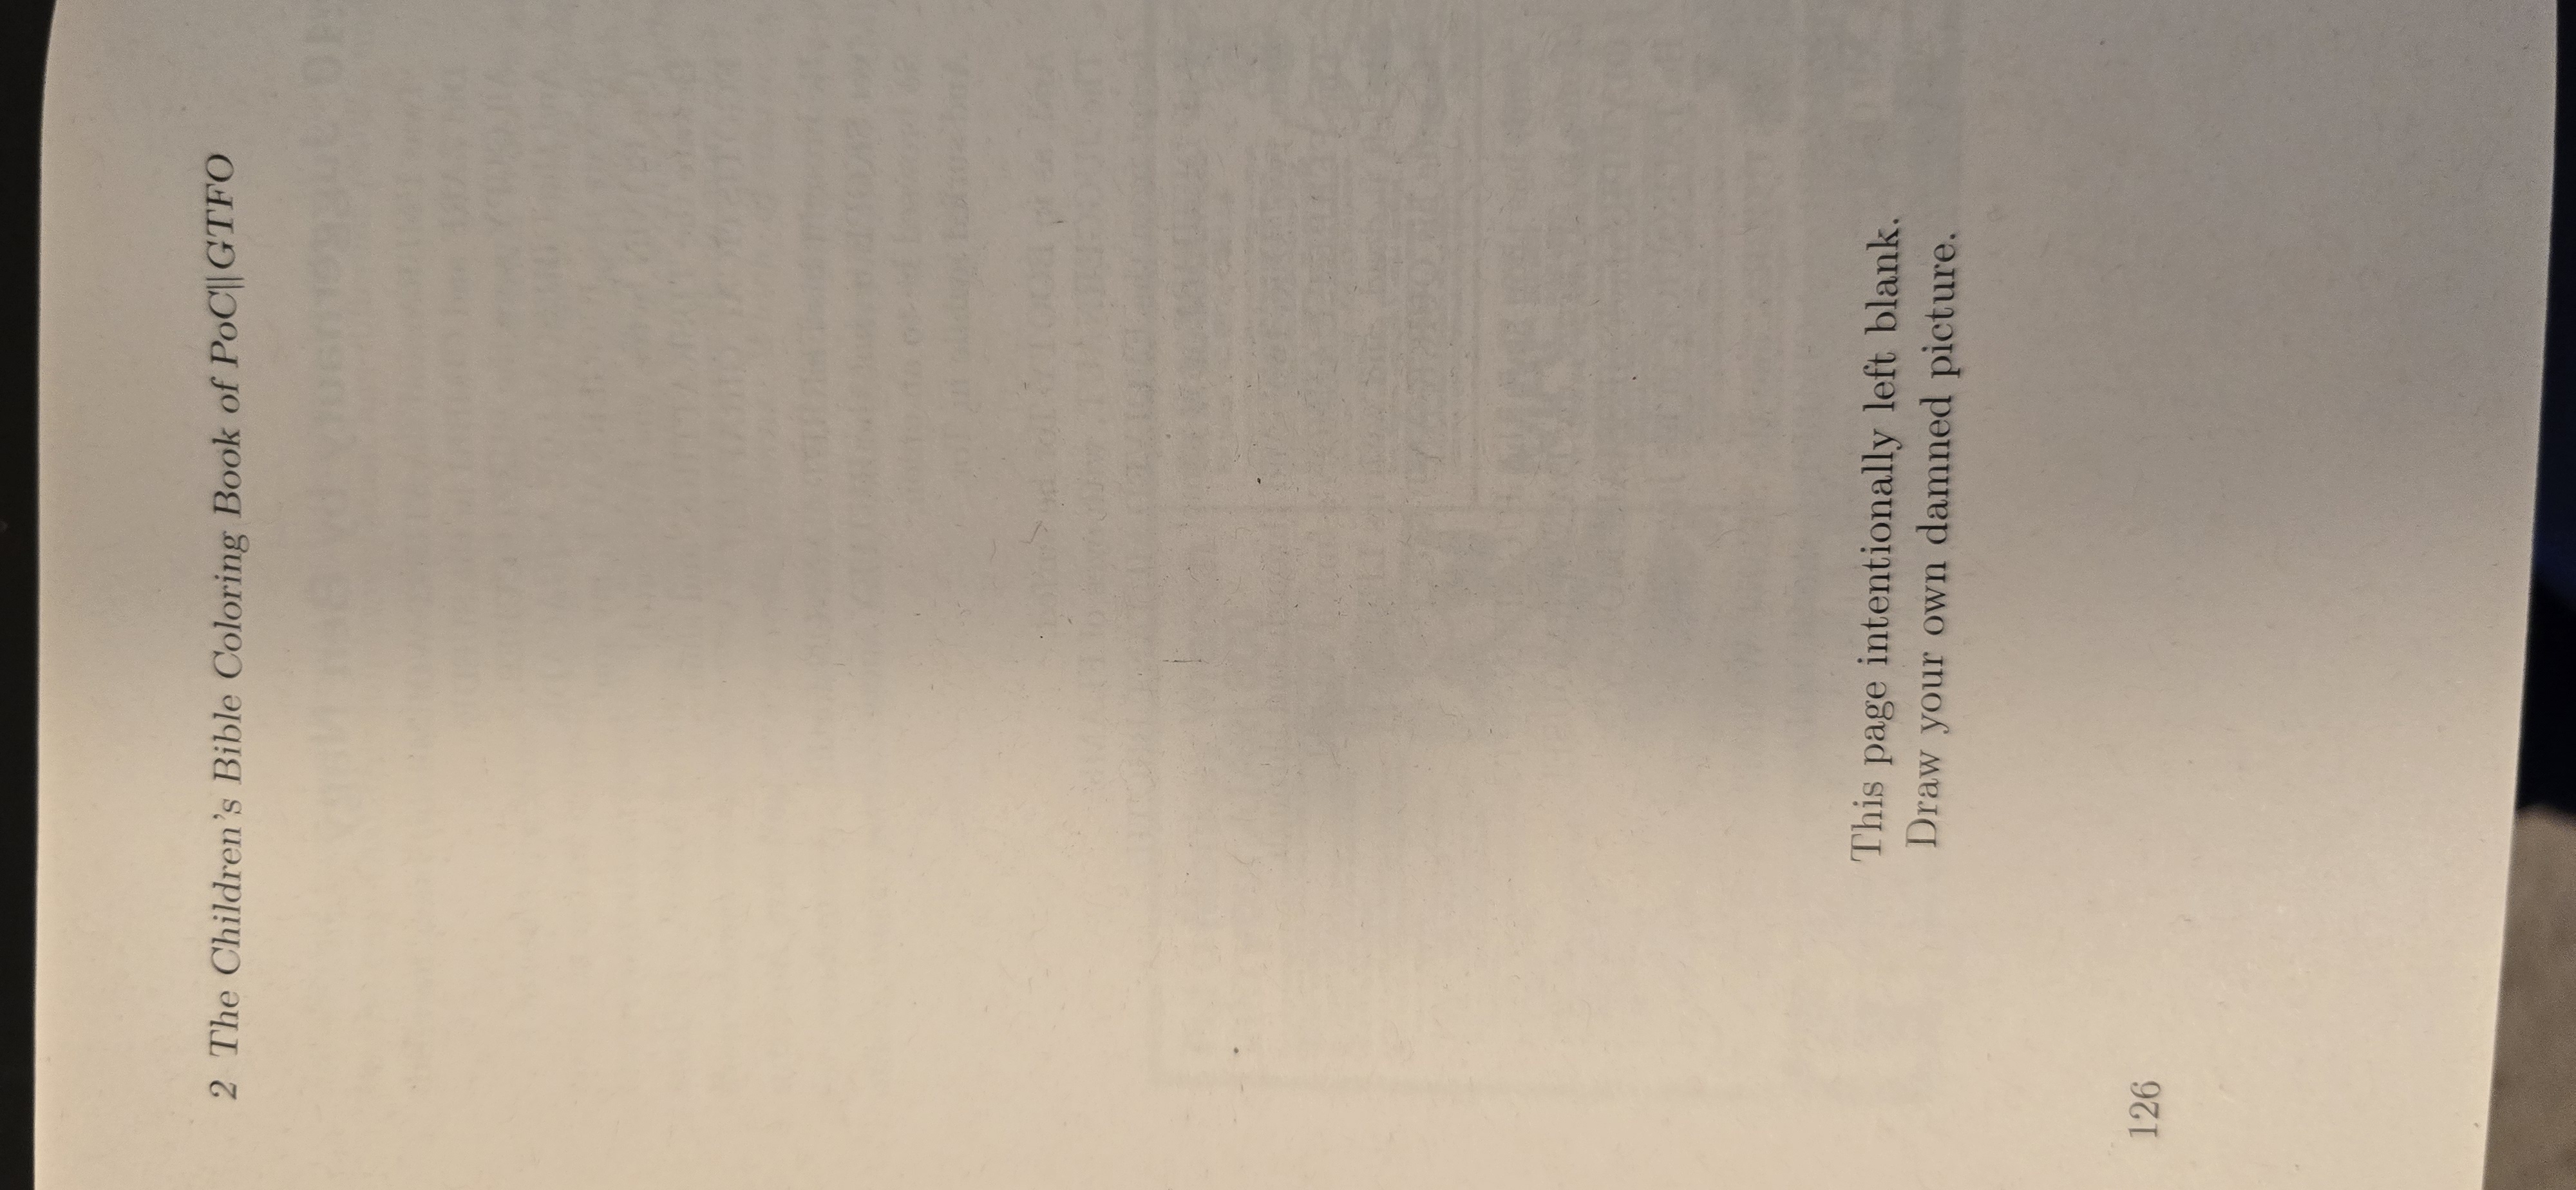 2 The Children's Bible Coloring Book of PoC||GTFO
This page intentionally left blank.
Draw your own damned picture.
126